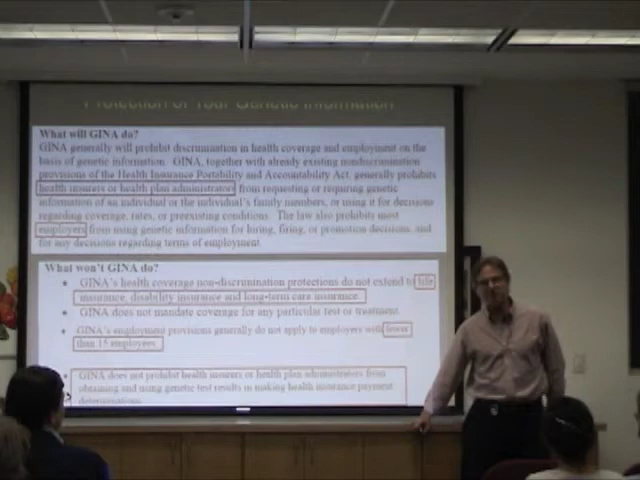 Protection of Your Genetic Information
What will GINA do?
GINA generally will prohibit discrimination in health coverage and employment on the
basis of genetic information. GINA, together with already existing nondiscrimination
provisions of the Health Insurance Portability and Accountability Act, generally prohibits
health insurers or health plan administrators from requesting or requiring genetic
information of an individual or the individual's family members, or using it for decisions
regarding coverage, rates, or preexisting conditions. The law also prohibits most
employers from using genetic information for hiring, firing, or promotion decisions, and
for any decisions regarding terms of employment.
What won't GINA do?
• GINA's health coverage non-discrimination protections do not extend to life
insurance, disability insurance and long-term care insurance.
• GINA does not mandate coverage for any particular test or treatment.
• GINA's employment provisions generally do not apply to employers with fewer
than 15 employees.
• GINA does not prohibit health insurers or health plan administrators from
obtaining and using genetic test results in making health insurance payment
determinations.